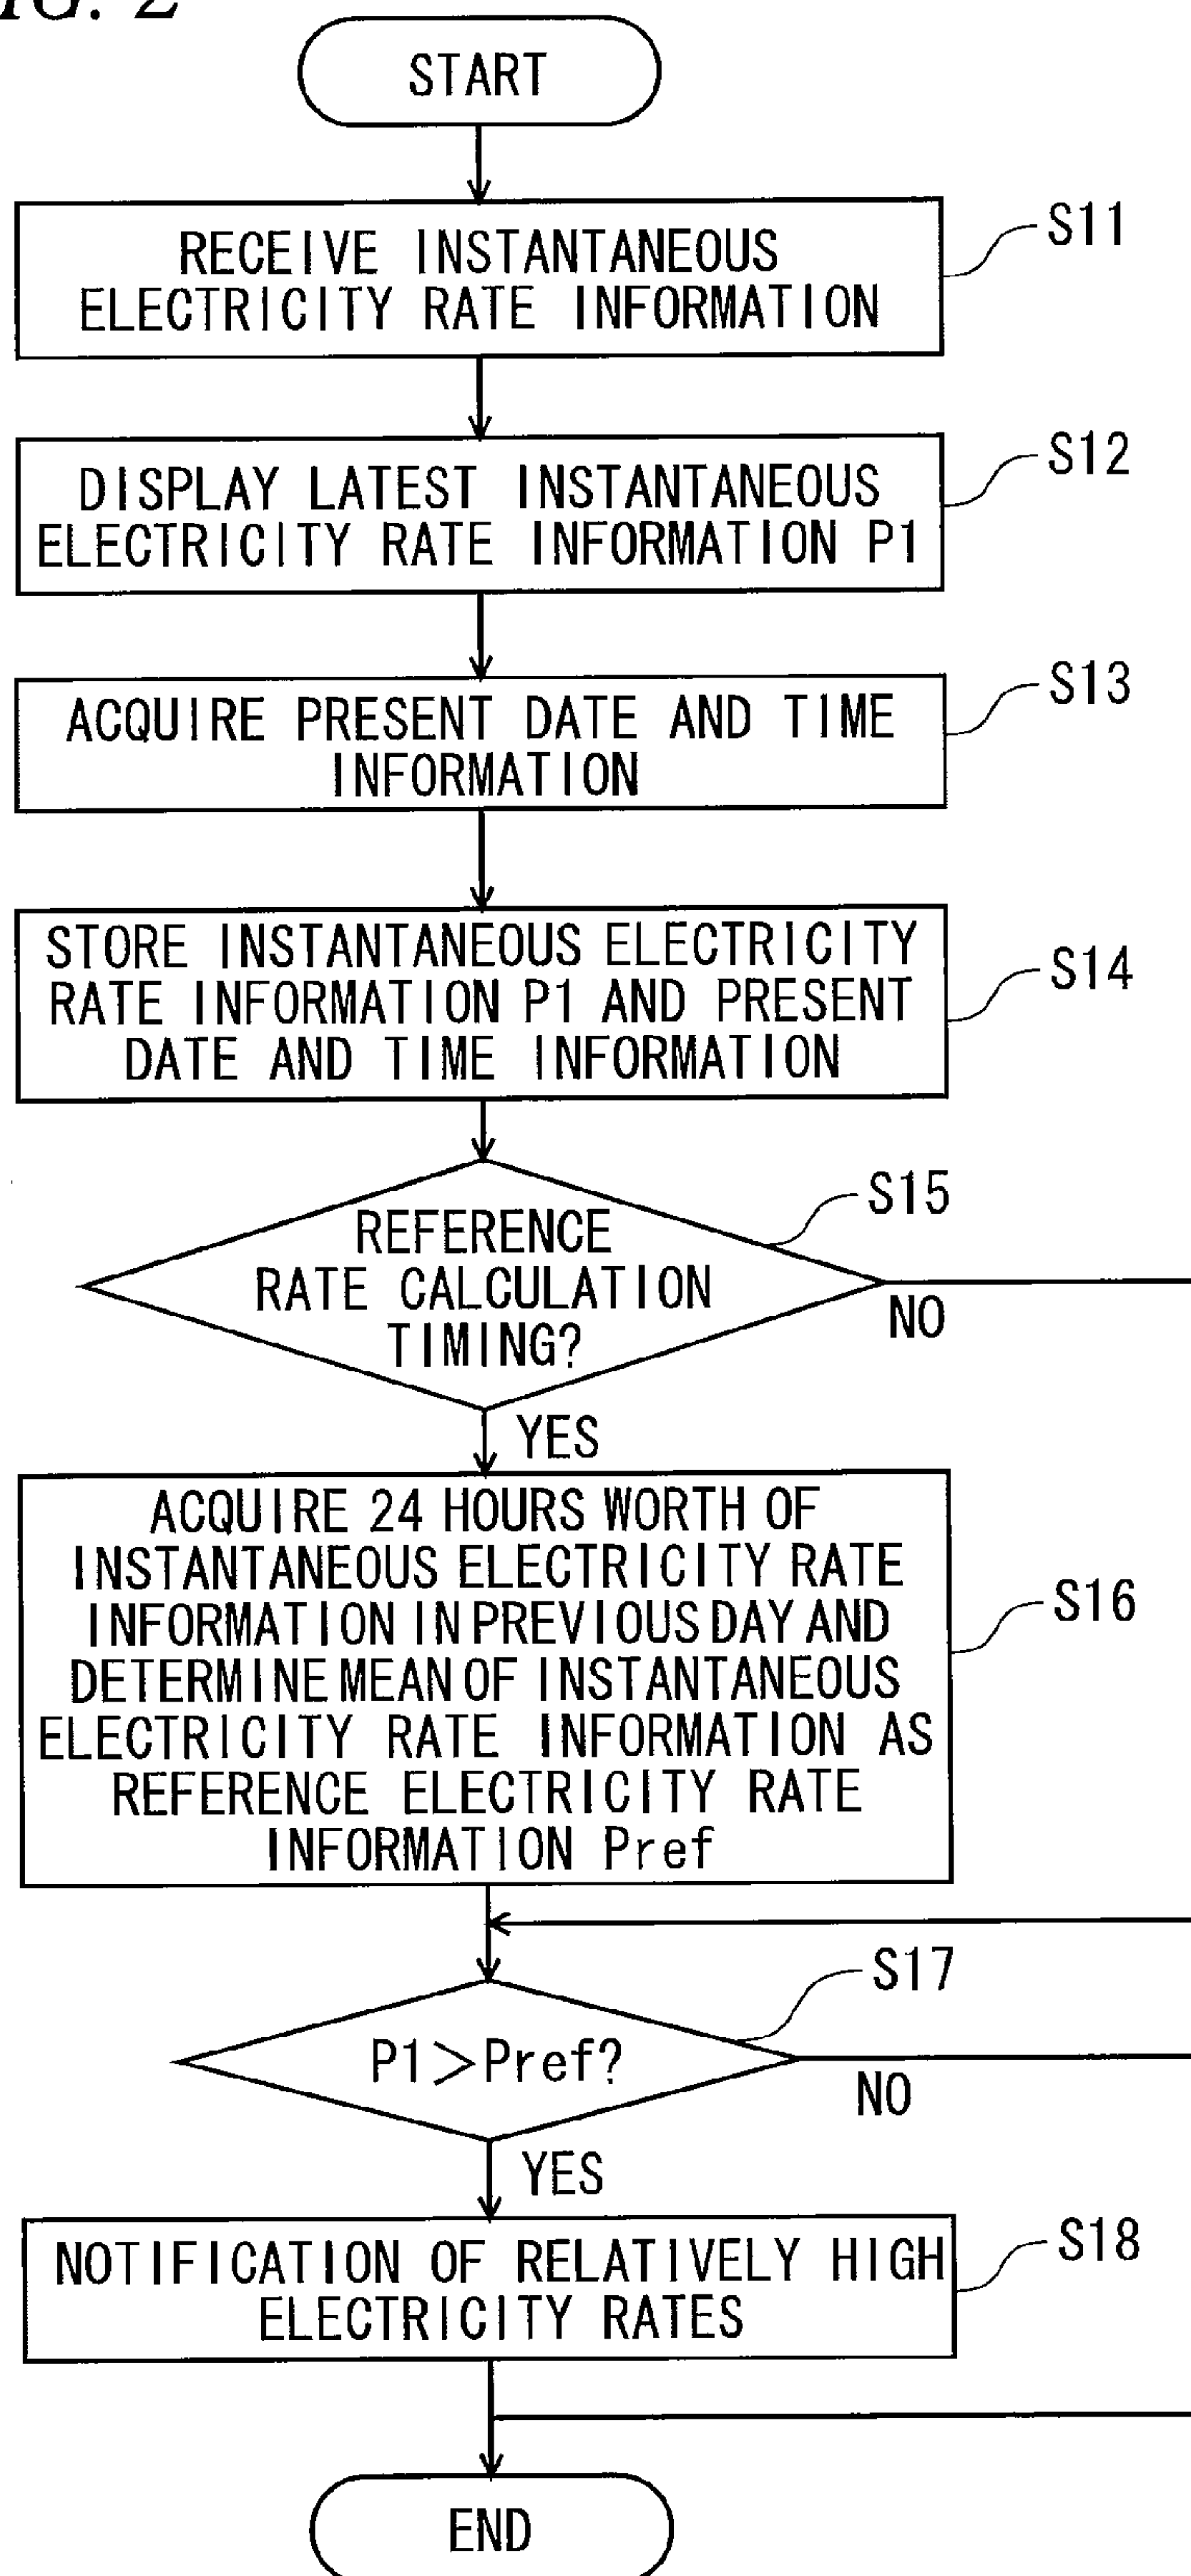 FIG. 2
START
RECEIVE INSTANTANEOUS
ELECTRICITY RATE INFORMATION
S11
DISPLAY LATEST INSTANTANEOUS
ELECTRICITY RATE INFORMATION P1
S12
ACQUIRE PRESENT DATE AND TIME
INFORMATION
S13
STORE INSTANTANEOUS ELECTRICITY
RATE INFORMATION P1 AND PRESENT
DATE AND TIME INFORMATION
S14
REFERENCE
RATE CALCULATION
TIMING?
S15
NO
YES
ACQUIRE 24 HOURS WORTH OF
INSTANTANEOUS ELECTRICITY RATE
INFORMATION IN PREVIOUS DAY AND
DETERMINE MEAN OF INSTANTANEOUS
ELECTRICITY RATE INFORMATION AS
REFERENCE ELECTRICITY RATE
INFORMATION Pref
S16
P1>Pref?
S17
NO
YES
NOTIFICATION OF RELATIVELY HIGH
ELECTRICITY RATES
S18
END